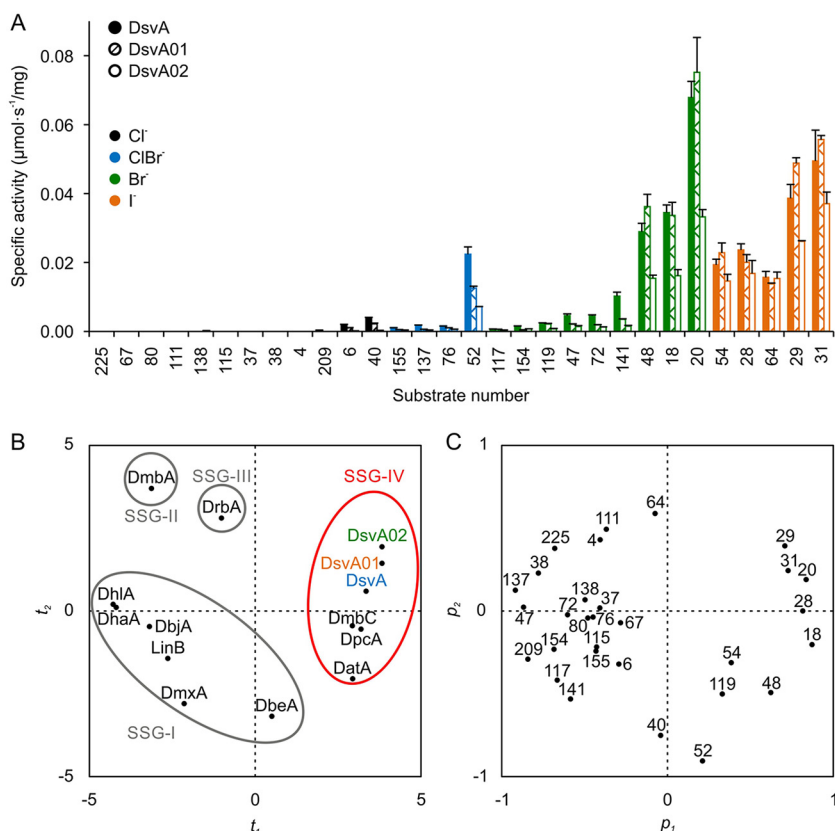 A
DsvA
DsvA01
DsvA02
Cl⁻
ClBr⁻
Br⁻
I⁻
Specific activity (µmol·s⁻¹/mg)
0.08
0.06
0.04
0.02
0.00
225 67 80 111 138 115 37 38 4 209 6 40 155 137 76 52 117 154 119 47 72 141 48 18 20 54 28 64 29 31
Substrate number
B
5
0
-5
t₂
DmbA
SSG-II
SSG-III
DrbA
SSG-IV
DsvA02
DsvA01
DsvA
DmbC
DpcA
DatA
DhlA
DhaA
DbjA
LinB
DmxA
DbeA
SSG-I
-5 0 5
t₁
C
1
0
-1
p₂
64
111
4
225
38
137
47
138
37
72
80
76
67
115
155
154
209
117
141
6
40
29
31
20
28
18
54
119
48
52
-1 0 1
p₁